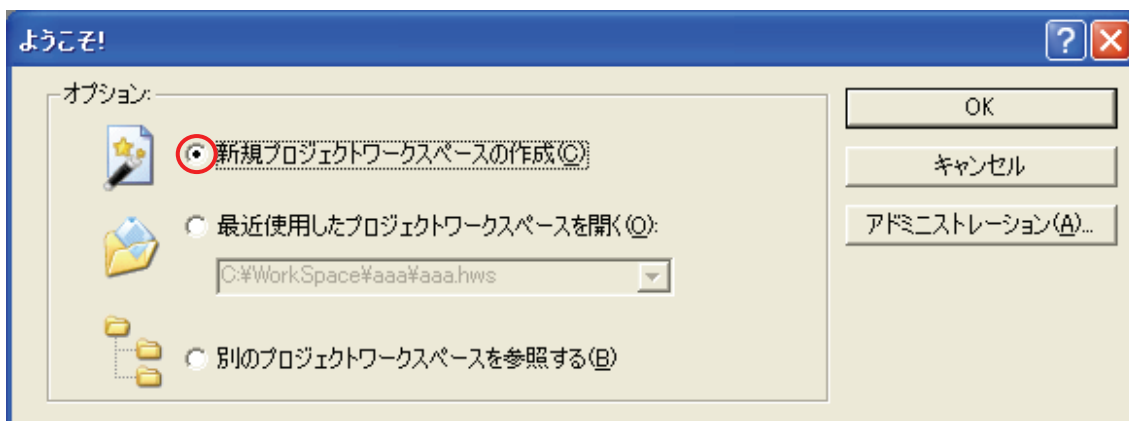 ようこそ!
オプション:
新規プロジェクトワークスペースの作成(C)
最近使用したプロジェクトワークスペースを開く(O):
C:¥WorkSpace¥aaa¥aaa.hws
別のプロジェクトワークスペースを参照する(B)
OK
キャンセル
アドミニストレーション(A)...